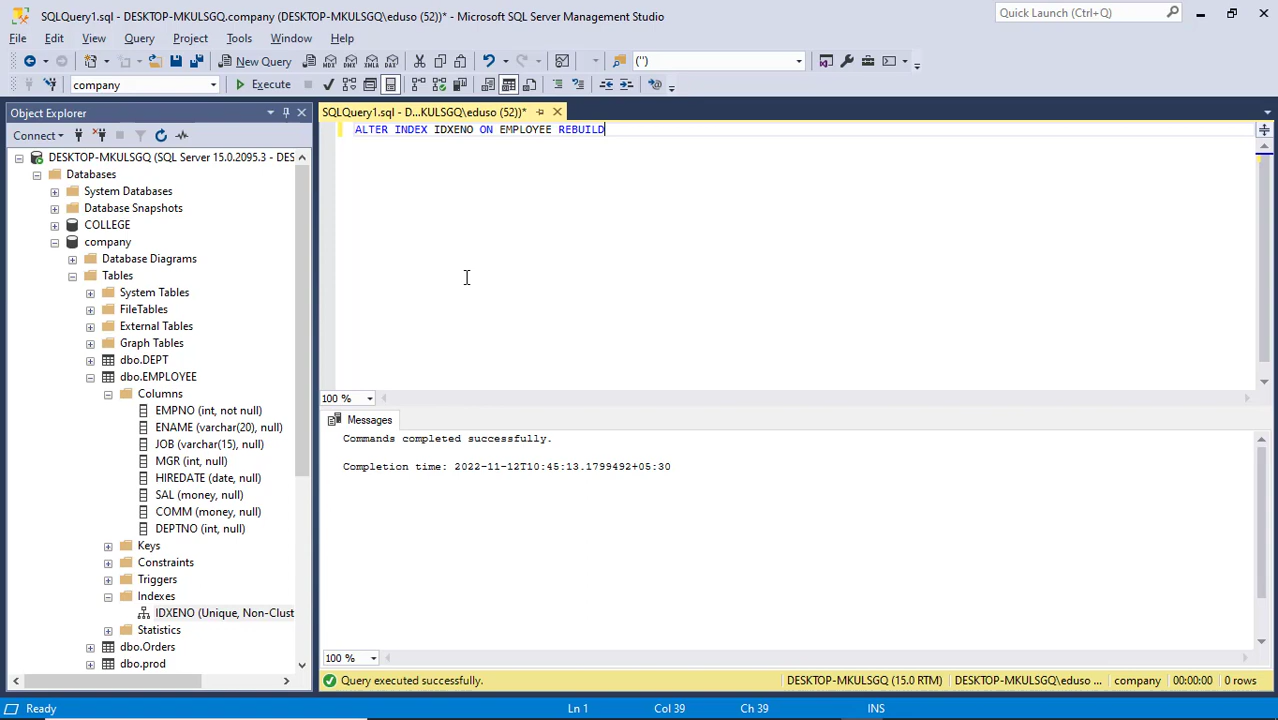 SQLQuery1.sql - DESKTOP-MKULSGQ.company (DESKTOP-MKULSGQ\eduso (52))* - Microsoft SQL Server Management Studio
Quick Launch (Ctrl+Q)
File Edit View Query Project Tools Window Help
New Query MDX DMX XMLA DAX (")
company Execute
Object Explorer
SQLQuery1.sql - D...KULSGQ\eduso (52))*
Connect
ALTER INDEX IDXENO ON EMPLOYEE REBUILD
DESKTOP-MKULSGQ (SQL Server 15.0.2095.3 - DES
Databases
System Databases
Database Snapshots
COLLEGE
company
Database Diagrams
Tables
System Tables
FileTables
External Tables
Graph Tables
dbo.DEPT
dbo.EMPLOYEE
Columns
EMPNO (int, not null)
ENAME (varchar(20), null)
JOB (varchar(15), null)
MGR (int, null)
HIREDATE (date, null)
SAL (money, null)
COMM (money, null)
DEPTNO (int, null)
Keys
Constraints
Triggers
Indexes
IDXENO (Unique, Non-Clust
Statistics
dbo.Orders
dbo.prod
100 %
Messages
Commands completed successfully.
Completion time: 2022-11-12T10:45:13.1799492+05:30
100 %
Query executed successfully.
DESKTOP-MKULSGQ (15.0 RTM) DESKTOP-MKULSGQ\eduso ... company 00:00:00 0 rows
Ready Ln 1 Col 39 Ch 39 INS